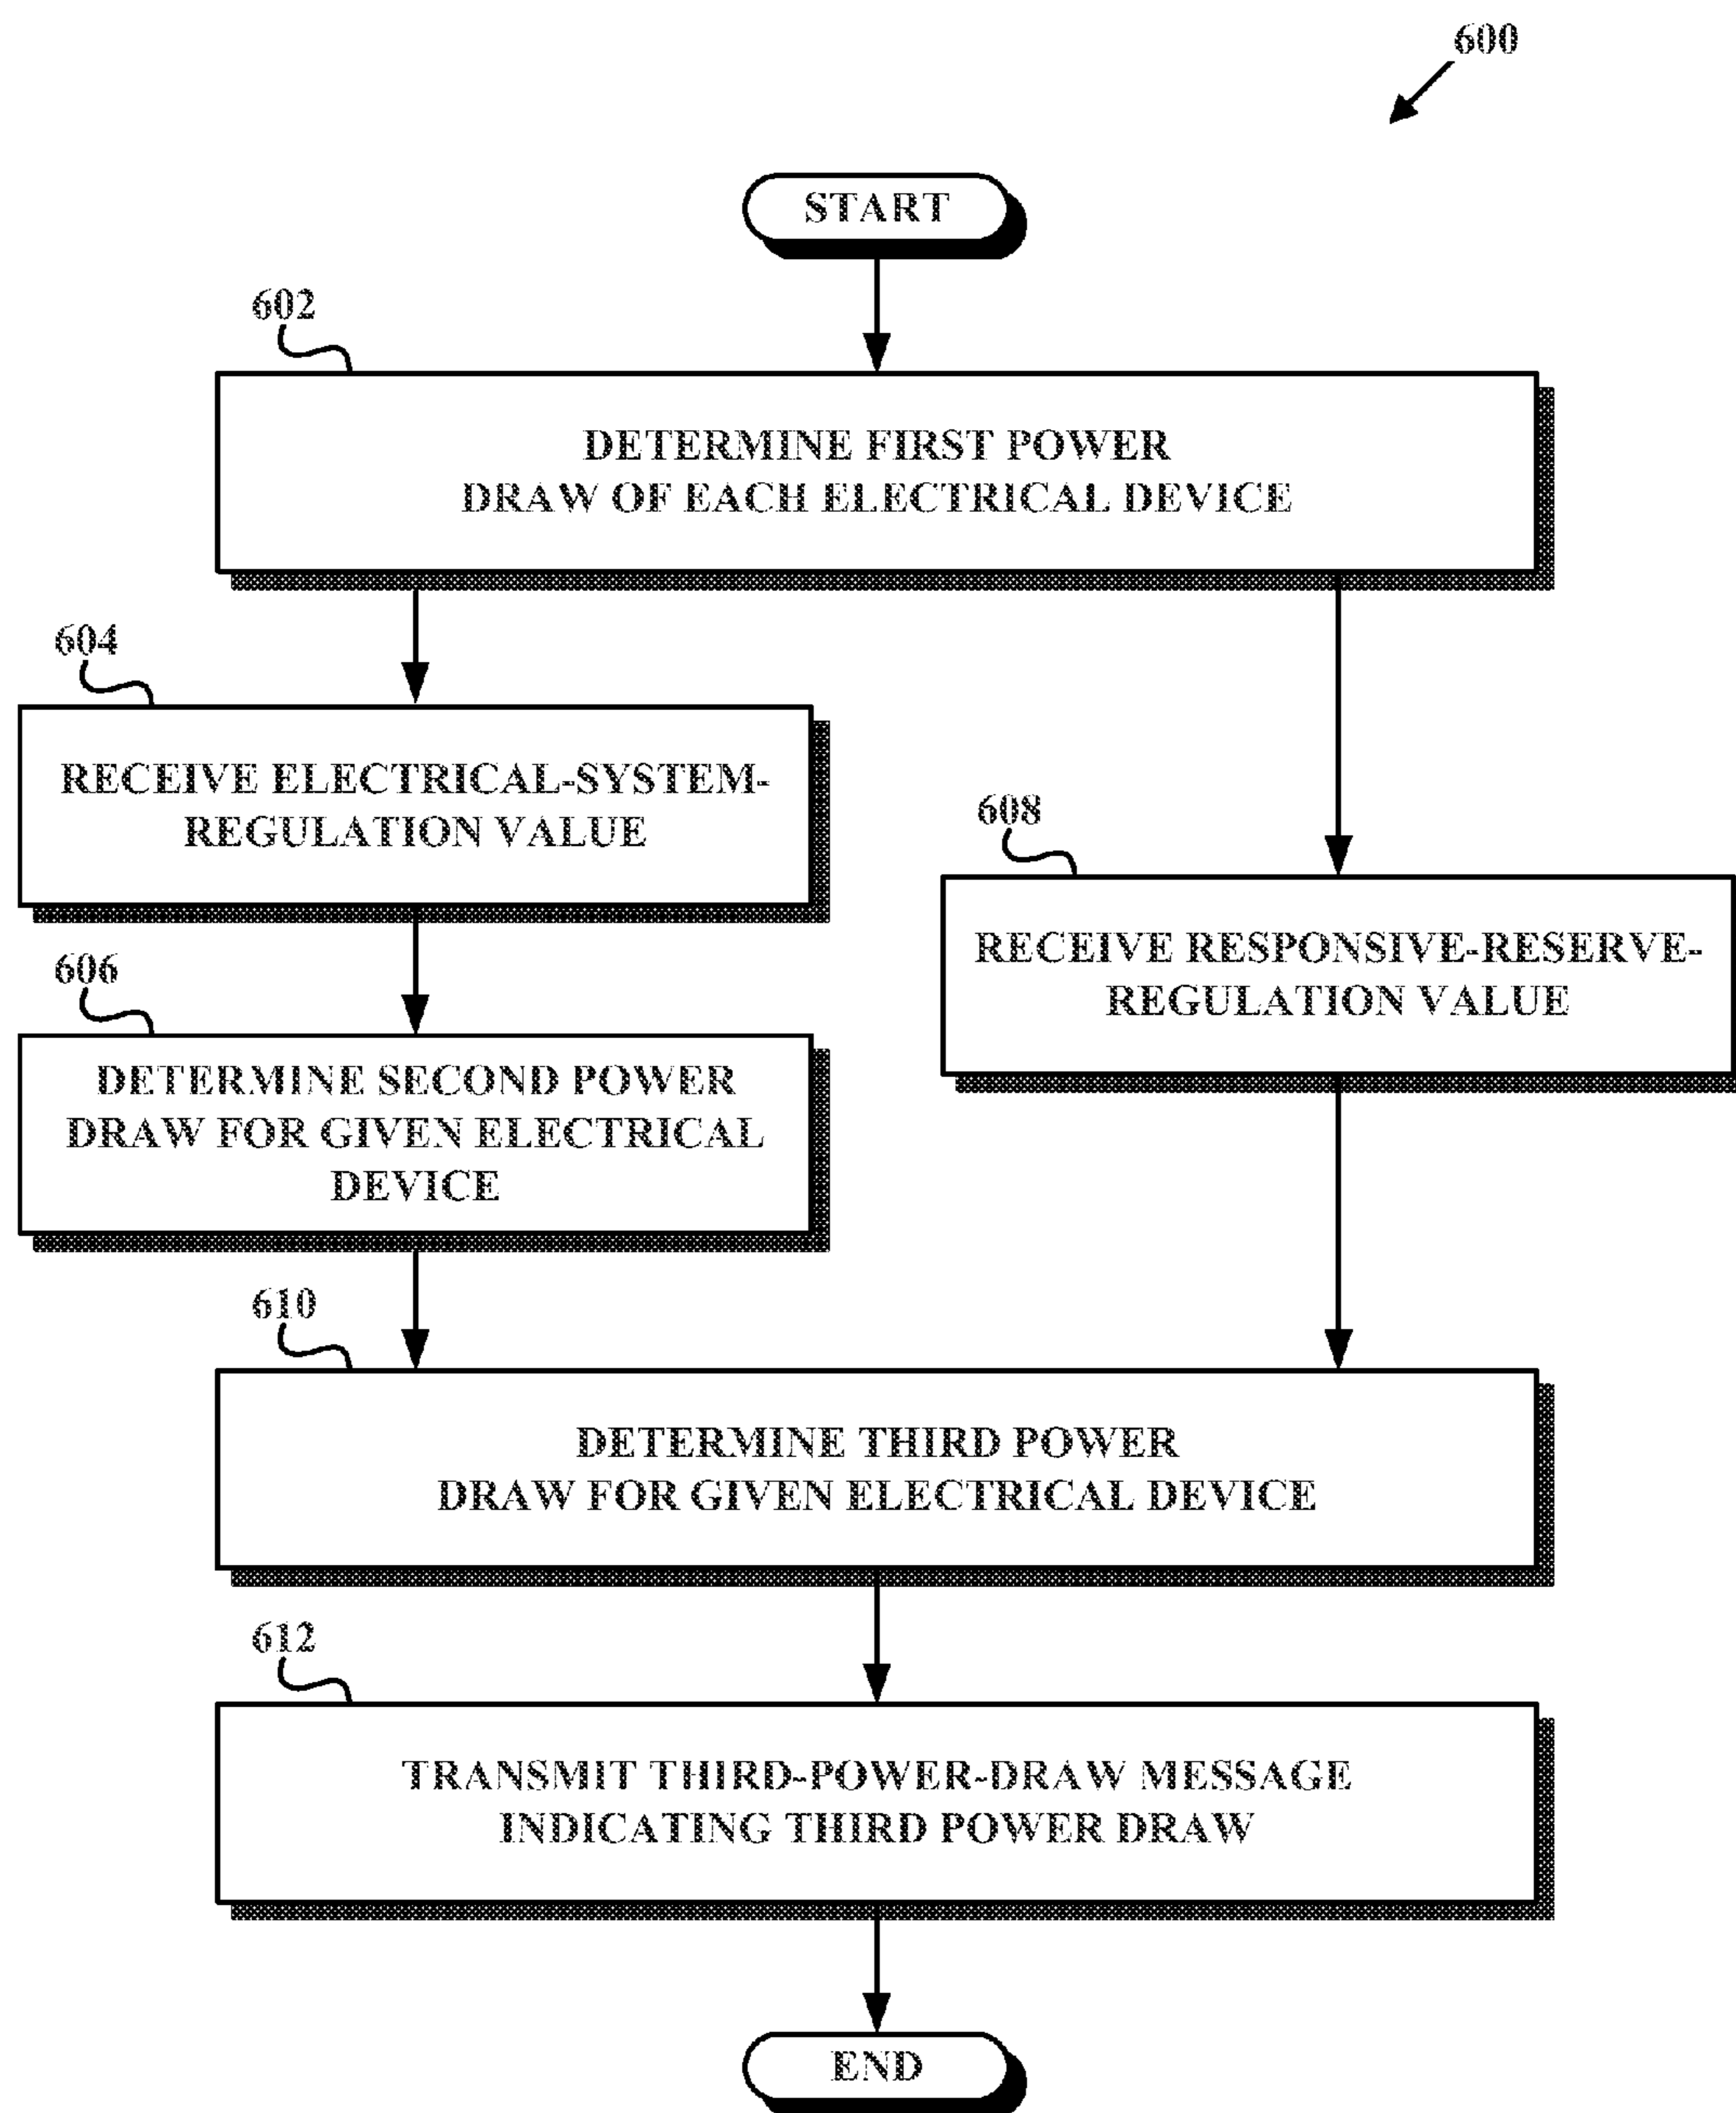 600
START
602
DETERMINE FIRST POWER
DRAW OF EACH ELECTRICAL DEVICE
604
RECEIVE ELECTRICAL-SYSTEM-
REGULATION VALUE
606
DETERMINE SECOND POWER
DRAW FOR GIVEN ELECTRICAL
DEVICE
608
RECEIVE RESPONSIVE-RESERVE-
REGULATION VALUE
610
DETERMINE THIRD POWER
DRAW FOR GIVEN ELECTRICAL DEVICE
612
TRANSMIT THIRD-POWER-DRAW MESSAGE
INDICATING THIRD POWER DRAW
END